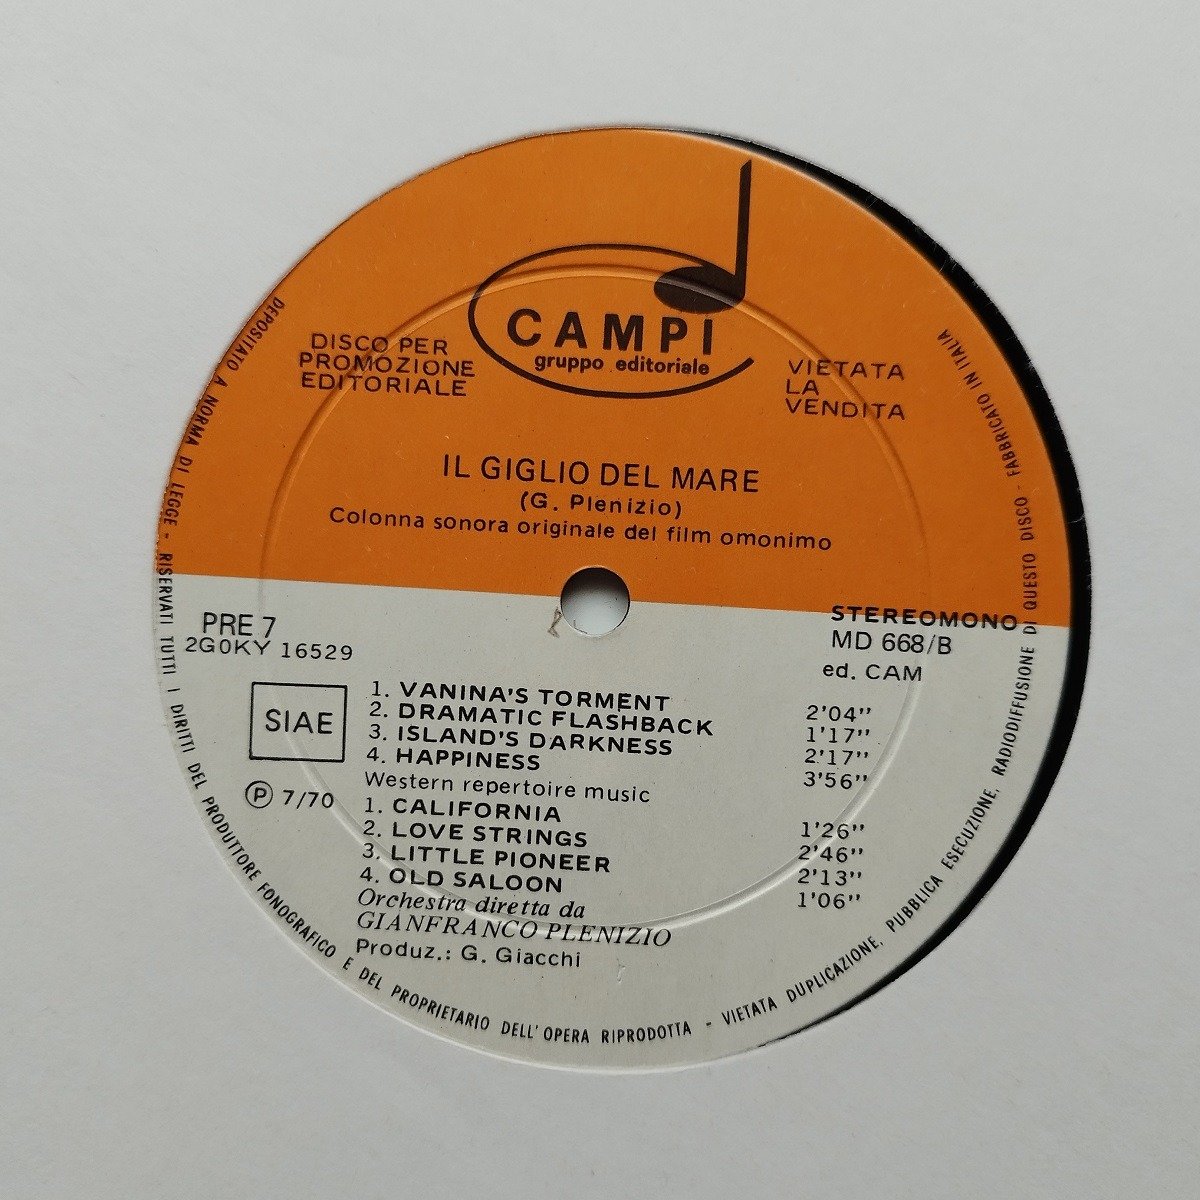 CAMPI
gruppo editoriale
DISCO PER
PROMOZIONE
EDITORIALE
VIETATA
LA
VENDITA
IL GIGLIO DEL MARE
(G. Plenizio)
Colonna sonora originale del film omonimo
PRE 7
2G0KY 16529
STEREOMONO
MD 668/B
ed. CAM
SIAE
Ⓟ 7/70
1. VANINA'S TORMENT 2'04''
2. DRAMATIC FLASHBACK 1'17''
3. ISLAND'S DARKNESS 2'17''
4. HAPPINESS 3'56''
Western repertoire music
1. CALIFORNIA 1'26''
2. LOVE STRINGS 2'46''
3. LITTLE PIONEER 2'13''
4. OLD SALOON 1'06''
Orchestra diretta da
GIANFRANCO PLENIZIO
Produz.: G. Giacchi
DEPOSITATO A NORMA DI LEGGE - RISERVATI TUTTI I DIRITTI DEL PRODUTTORE FONOGRAFICO E DEL PROPRIETARIO DELL'OPERA RIPRODOTTA - VIETATA DUPLICAZIONE, PUBBLICA ESECUZIONE, RADIODIFFUSIONE DI QUESTO DISCO - FABBRICATO IN ITALIA